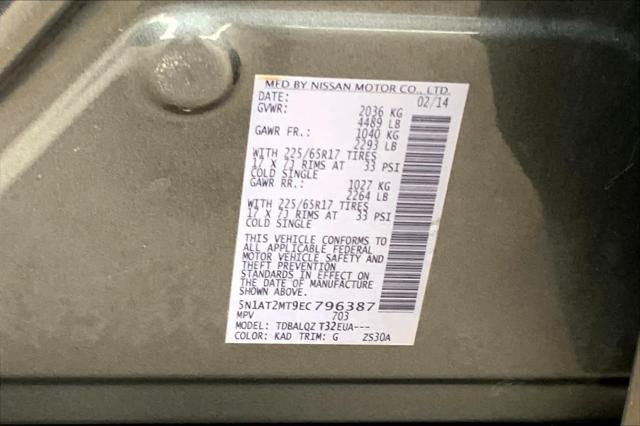 MFD BY NISSAN MOTOR CO., LTD.
DATE: 02/14
GVWR: 2036 KG
4489 LB
GAWR FR.: 1040 KG
2293 LB
WITH 225/65R17 TIRES
17 X 7J RIMS AT 33 PSI
COLD SINGLE
GAWR RR.: 1027 KG
2264 LB
WITH 225/65R17 TIRES
17 X 7J RIMS AT 33 PSI
COLD SINGLE
THIS VEHICLE CONFORMS TO
ALL APPLICABLE FEDERAL
MOTOR VEHICLE SAFETY AND
THEFT PREVENTION
STANDARDS IN EFFECT ON
THE DATE OF MANUFACTURE
SHOWN ABOVE.
5N1AT2MT9EC796387
MPV 703
MODEL: TDBALQZ T32EUA---
COLOR: KAD TRIM: G ZS30A